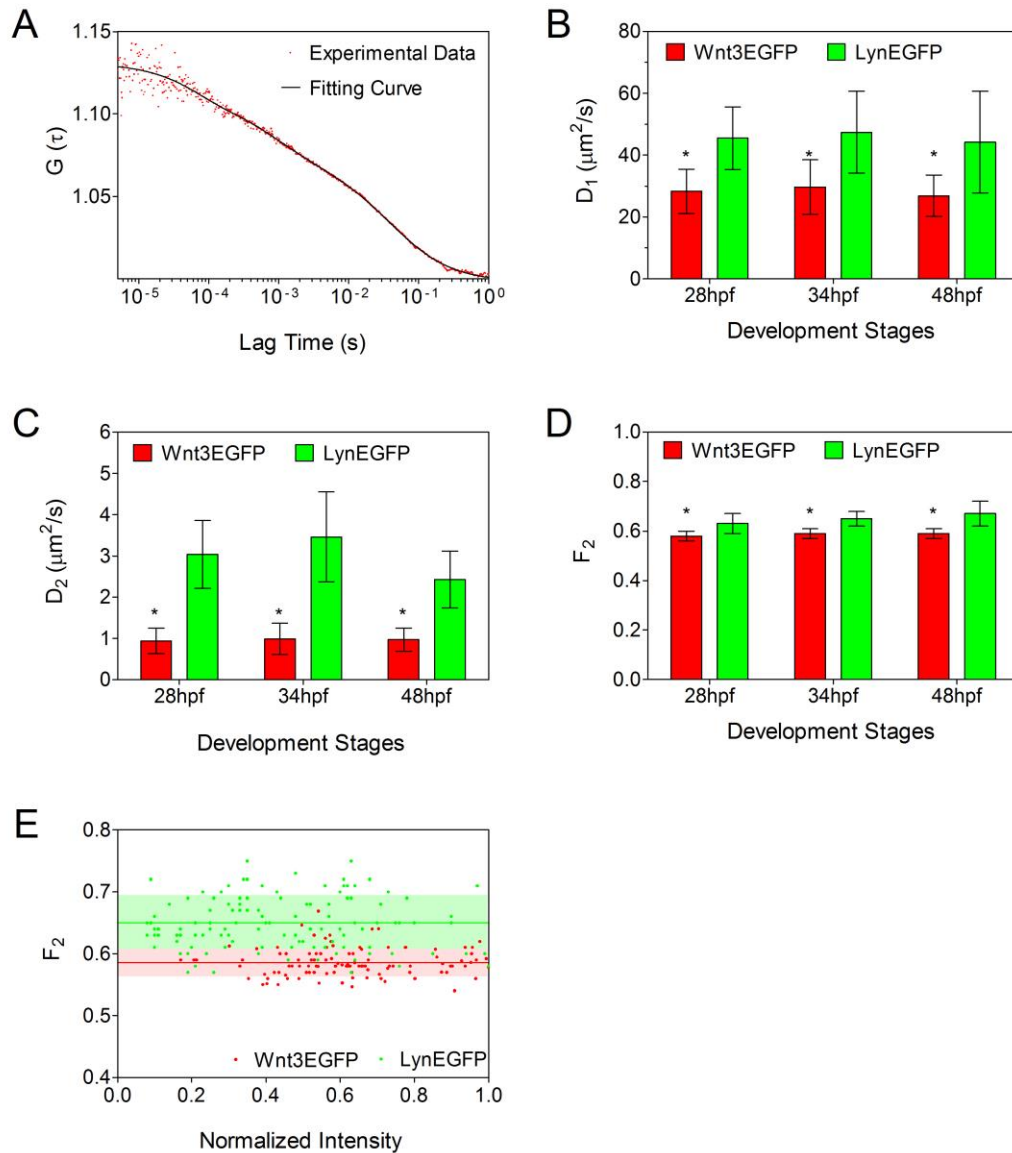 A
1.15
1.10
1.05
G (τ)
Experimental Data
Fitting Curve
10⁻⁵ 10⁻⁴ 10⁻³ 10⁻² 10⁻¹ 10⁰
Lag Time (s)
B
80
60
40
20
0
D₁ (μm²/s)
Wnt3EGFP LynEGFP
* * *
28hpf 34hpf 48hpf
Development Stages
C
6
5
4
3
2
1
0
D₂ (μm²/s)
Wnt3EGFP LynEGFP
* * *
28hpf 34hpf 48hpf
Development Stages
D
1.0
0.8
0.6
0.4
0.2
0.0
F₂
Wnt3EGFP LynEGFP
* * *
28hpf 34hpf 48hpf
Development Stages
E
0.8
0.7
0.6
0.5
0.4
F₂
Wnt3EGFP LynEGFP
0.0 0.2 0.4 0.6 0.8 1.0
Normalized Intensity